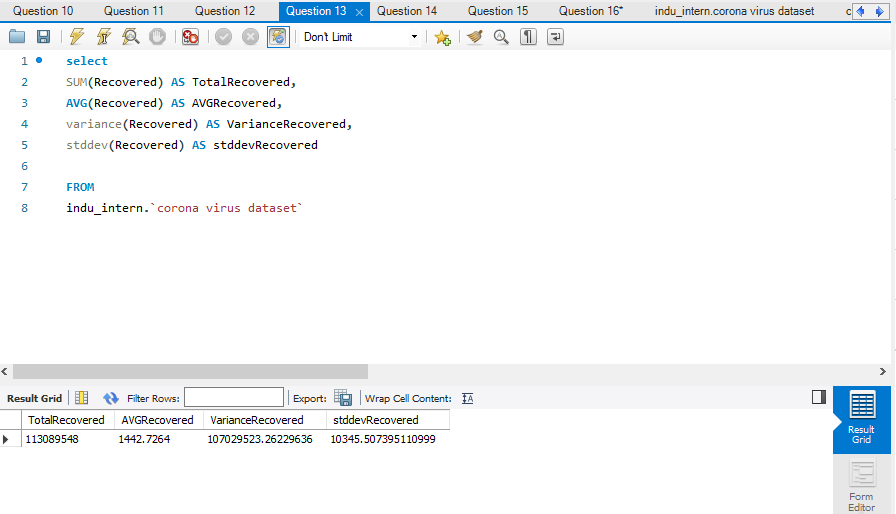 Question 10 Question 11 Question 12 Question 13 Question 14 Question 15 Question 16* indu_intern.corona virus dataset c
Don't Limit
1 select
2 SUM(Recovered) AS TotalRecovered,
3 AVG(Recovered) AS AVGRecovered,
4 variance(Recovered) AS VarianceRecovered,
5 stddev(Recovered) AS stddevRecovered
6
7 FROM
8 indu_intern.`corona virus dataset`
Result Grid Filter Rows: Export: Wrap Cell Content:
TotalRecovered AVGRecovered VarianceRecovered stddevRecovered
113089548 1442.7264 107029523.26229636 10345.507395110999
Result
Grid
Form
Editor